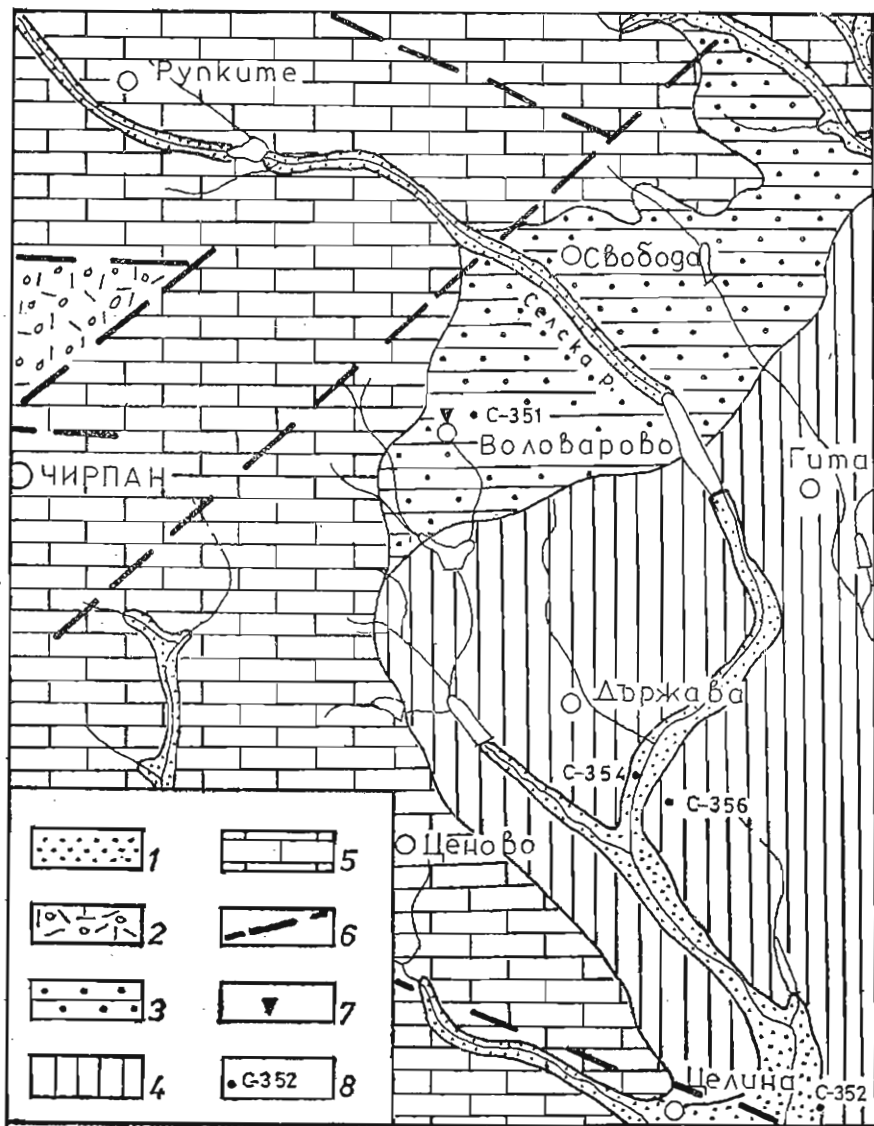 Рупките
Свобода
Селска р.
С-351
Воловарово
Гита
ЧИРПАН
Държава
С-354
С-356
Ценово
1
5
2
6
3
7
4
С-352
8
Целина
С-352